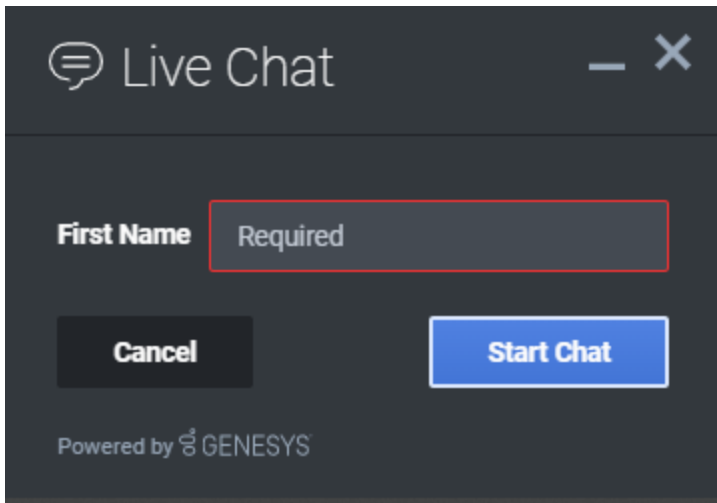 Live Chat
First Name Required
Cancel Start Chat
Powered by GENESYS